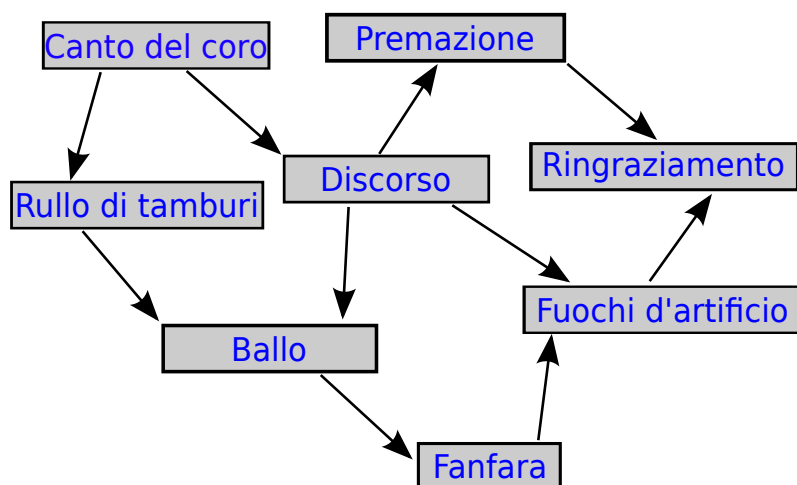 Canto del coro
Premazione
Discorso
Ringraziamento
Rullo di tamburi
Ballo
Fuochi d'artificio
Fanfara